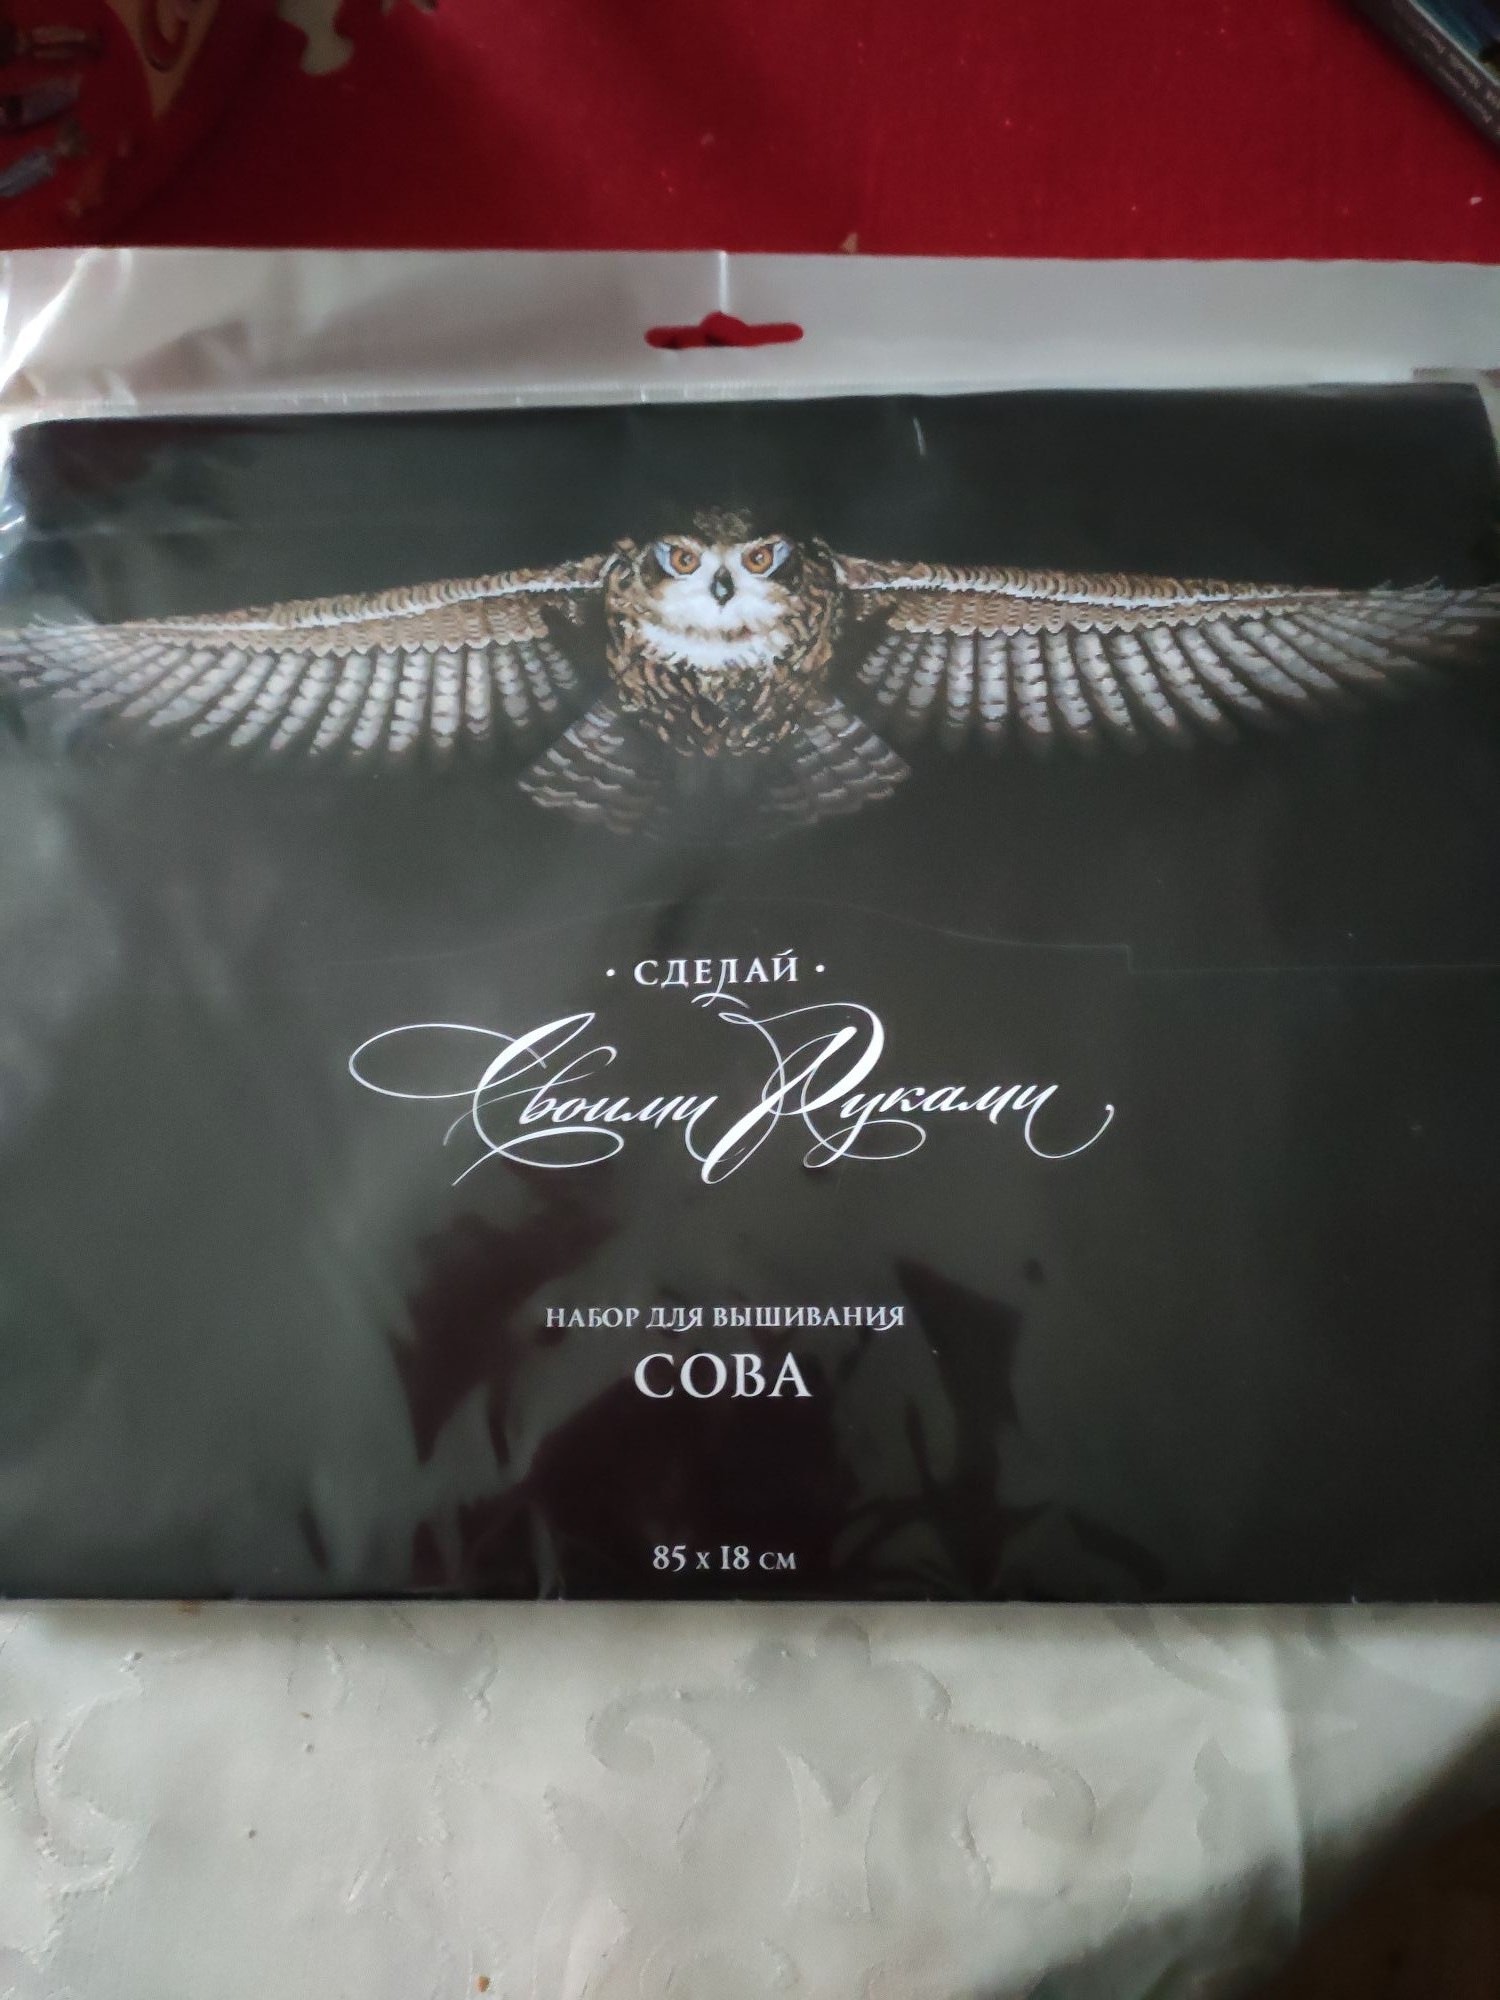 · СДЕЛАЙ ·
Своими Руками
НАБОР ДЛЯ ВЫШИВАНИЯ
СОВА
85 x 18 см